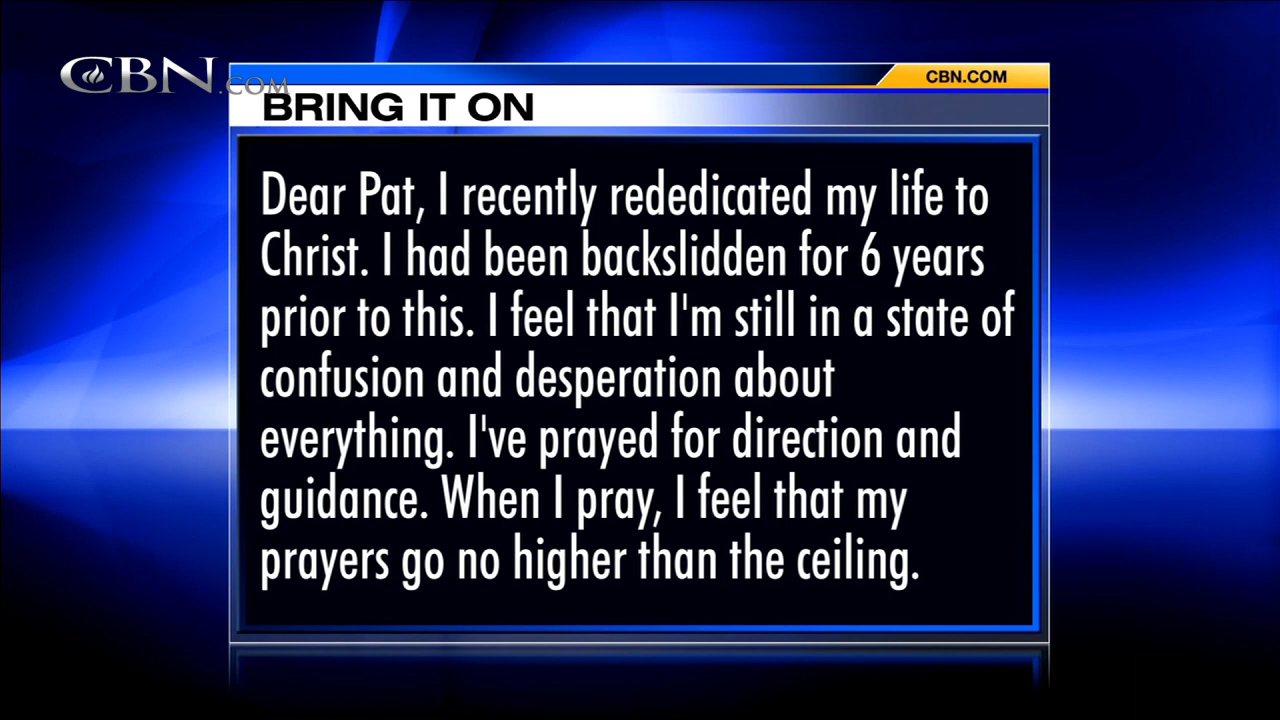 CBN.COM
CBN.COM
BRING IT ON
Dear Pat, I recently rededicated my life to
Christ. I had been backslidden for 6 years
prior to this. I feel that I'm still in a state of
confusion and desperation about
everything. I've prayed for direction and
guidance. When I pray, I feel that my
prayers go no higher than the ceiling.